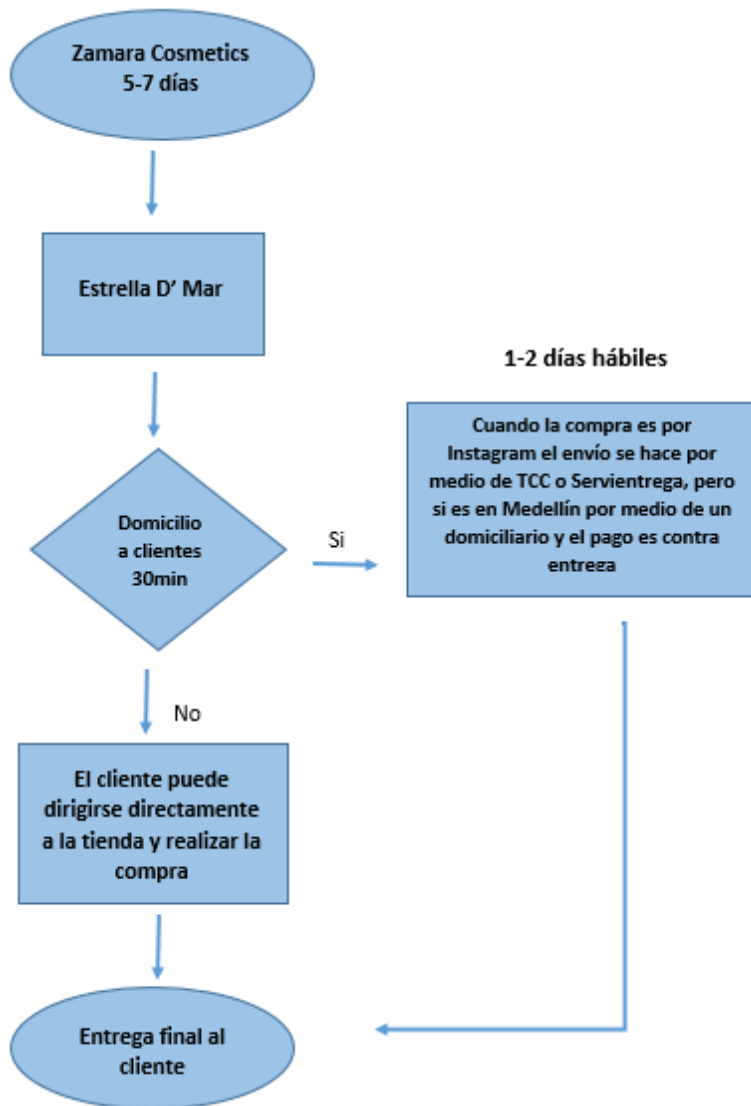 Zamara Cosmetics
5-7 días
Estrella D’ Mar
1-2 días hábiles
Cuando la compra es por
Instagram el envío se hace por
medio de TCC o Servientrega, pero
si es en Medellín por medio de un
domiciliario y el pago es contra
entrega
Domicilio
a clientes
30min
Si
No
El cliente puede
dirigirse directamente
a la tienda y realizar la
compra
Entrega final al
cliente